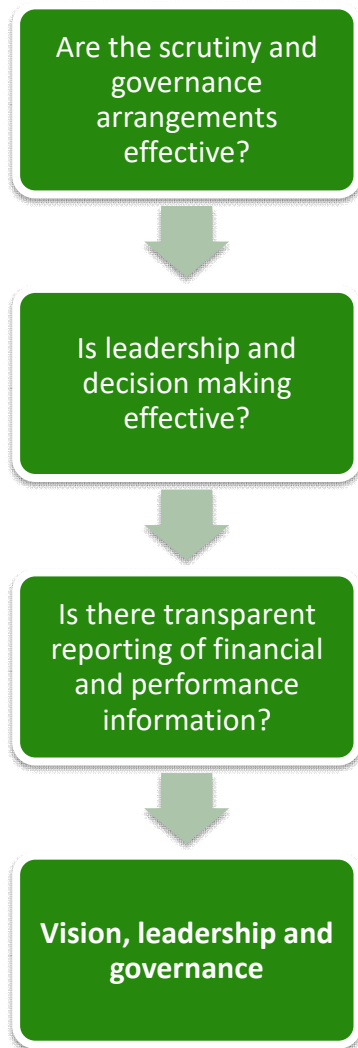 Are the scrutiny and
governance
arrangements
effective?
Is leadership and
decision making
effective?
Is there transparent
reporting of financial
and performance
information?
Vision, leadership and
governance